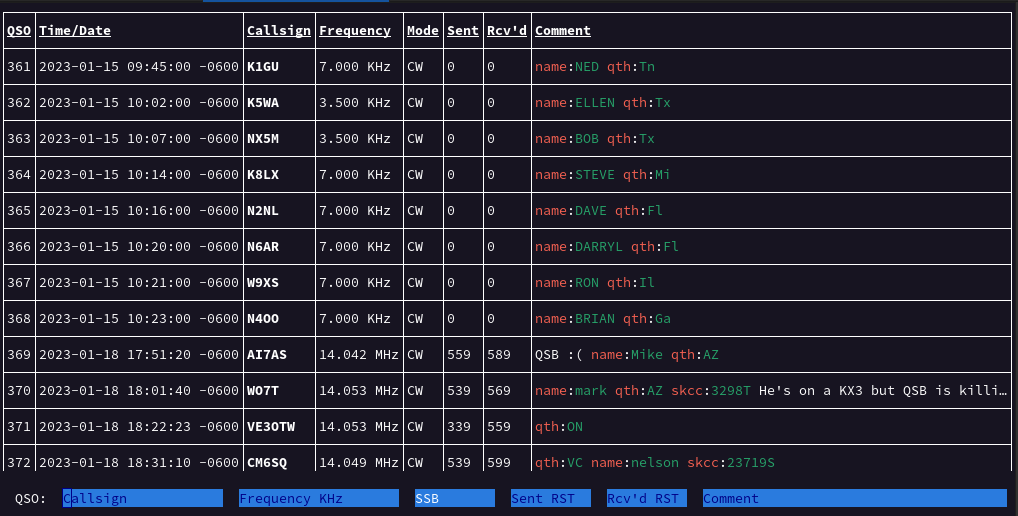 QSO Time/Date Callsign Frequency Mode Sent Rcv'd Comment
361 2023-01-15 09:45:00 -0600 K1GU 7.000 KHz CW 0 0 name:NED qth:Tn
362 2023-01-15 10:02:00 -0600 K5WA 3.500 KHz CW 0 0 name:ELLEN qth:Tx
363 2023-01-15 10:07:00 -0600 NX5M 3.500 KHz CW 0 0 name:BOB qth:Tx
364 2023-01-15 10:14:00 -0600 K8LX 7.000 KHz CW 0 0 name:STEVE qth:Mi
365 2023-01-15 10:16:00 -0600 N2NL 7.000 KHz CW 0 0 name:DAVE qth:Fl
366 2023-01-15 10:20:00 -0600 N6AR 7.000 KHz CW 0 0 name:DARRYL qth:Fl
367 2023-01-15 10:21:00 -0600 W9XS 7.000 KHz CW 0 0 name:RON qth:Il
368 2023-01-15 10:23:00 -0600 N4OO 7.000 KHz CW 0 0 name:BRIAN qth:Ga
369 2023-01-18 17:51:20 -0600 AI7AS 14.042 MHz CW 559 589 QSB :( name:Mike qth:AZ
370 2023-01-18 18:01:40 -0600 WO7T 14.053 MHz CW 539 569 name:mark qth:AZ skcc:3298T He's on a KX3 but QSB is killi…
371 2023-01-18 18:22:23 -0600 VE3OTW 14.053 MHz CW 339 559 qth:ON
372 2023-01-18 18:31:10 -0600 CM6SQ 14.049 MHz CW 539 599 qth:VC name:nelson skcc:23719S
QSO: Callsign Frequency KHz SSB Sent RST Rcv'd RST Comment